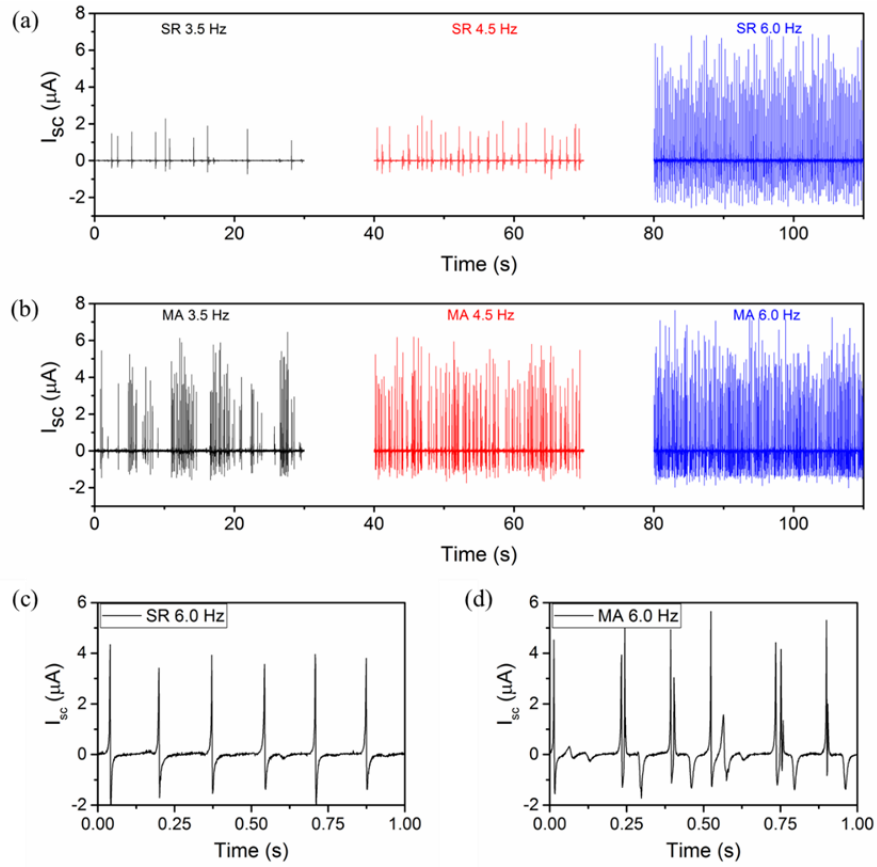 (a)
SR 3.5 Hz SR 4.5 Hz SR 6.0 Hz
8
6
4
2
0
-2
I_SC (μA)
0 20 40 60 80 100
Time (s)
(b)
MA 3.5 Hz MA 4.5 Hz MA 6.0 Hz
8
6
4
2
0
-2
I_SC (μA)
0 20 40 60 80 100
Time (s)
(c)
SR 6.0 Hz
6
4
2
0
-2
I_sc (μA)
0.00 0.25 0.50 0.75 1.00
Time (s)
(d)
MA 6.0 Hz
6
4
2
0
-2
I_sc (μA)
0.00 0.25 0.50 0.75 1.00
Time (s)